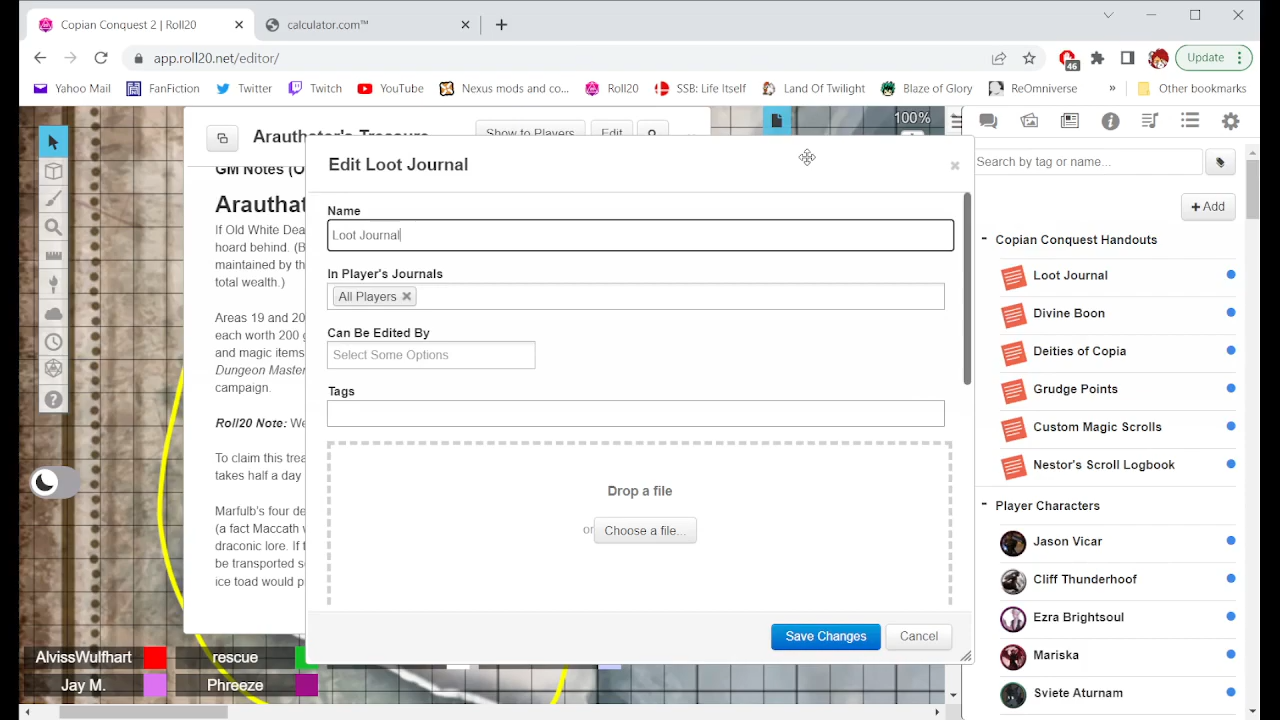 Copian Conquest 2 | Roll20
calculator.com™
app.roll20.net/editor/
46
Update
Yahoo Mail
FanFiction
Twitter
Twitch
YouTube
Nexus mods and co...
Roll20
SSB: Life Itself
Land Of Twilight
Blaze of Glory
ReOmniverse
»
Other bookmarks
Arauthator's Treasure
Show to Players
Edit
100%
GM Notes (O
Arauthat
If Old White Dea
hoard behind. (B
maintained by th
total wealth.)
Areas 19 and 20
each worth 200 g
and magic items
Dungeon Master
campaign.
Roll20 Note: We
To claim this trea
takes half a day
Marfulb's four de
(a fact Maccath w
draconic lore. If t
be transported s
ice toad would p
Edit Loot Journal
Name
Loot Journal
In Player's Journals
All Players
Can Be Edited By
Select Some Options
Tags
Drop a file
or
Choose a file...
Save Changes
Cancel
Search by tag or name...
+ Add
Copian Conquest Handouts
Loot Journal
Divine Boon
Deities of Copia
Grudge Points
Custom Magic Scrolls
Nestor's Scroll Logbook
Player Characters
Jason Vicar
Cliff Thunderhoof
Ezra Brightsoul
Mariska
Sviete Aturnam
AlvissWulfhart
rescue
Jay M.
Phreeze